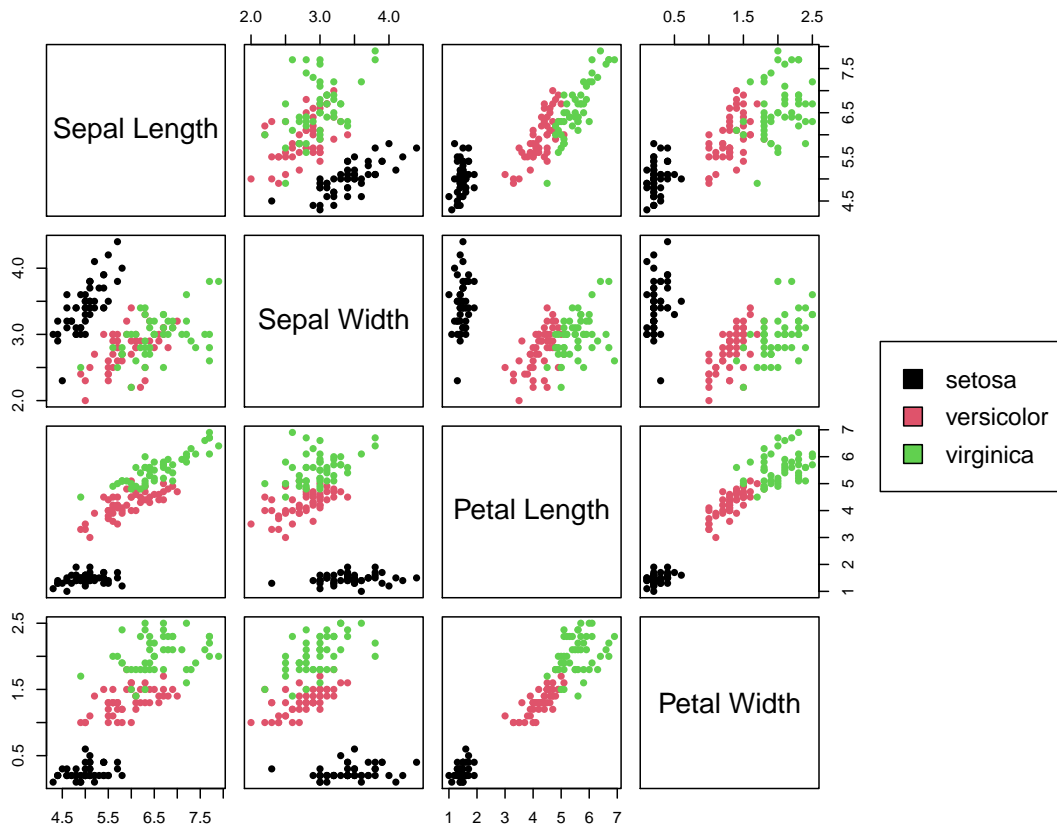 2.0 3.0 4.0
0.5 1.5 2.5
Sepal Length
4.5 5.5 6.5 7.5
2.0 3.0 4.0
Sepal Width
setosa
versicolor
virginica
Petal Length
1 2 3 4 5 6 7
0.5 1.5 2.5
Petal Width
4.5 5.5 6.5 7.5
1 2 3 4 5 6 7